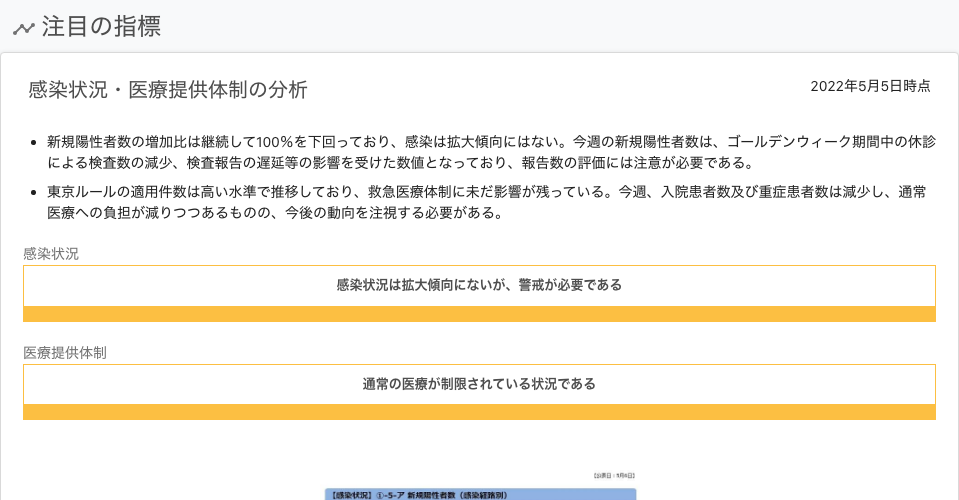 注目の指標
感染状況・医療提供体制の分析
2022年5月5日時点
新規陽性者数の増加比は継続して100％を下回っており、感染は拡大傾向にはない。今週の新規陽性者数は、ゴールデンウィーク期間中の休診
による検査数の減少、検査報告の遅延等の影響を受けた数値となっており、報告数の評価には注意が必要である。
東京ルールの適用件数は高い水準で推移しており、救急医療体制に未だ影響が残っている。今週、入院患者数及び重症患者数は減少し、通常
医療への負担が減りつつあるものの、今後の動向を注視する必要がある。
感染状況
感染状況は拡大傾向にないが、警戒が必要である
医療提供体制
通常の医療が制限されている状況である
【感染状況】①-5-ア 新規陽性者数（感染経路別）